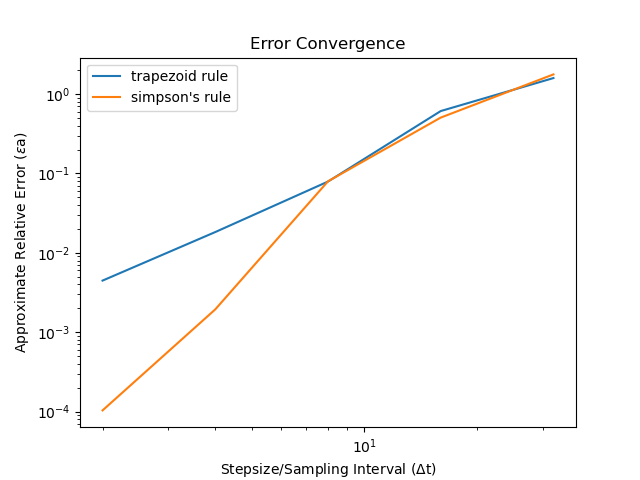 Error Convergence
trapezoid rule
simpson's rule
10⁰
10⁻¹
10⁻²
10⁻³
10⁻⁴
Approximate Relative Error (εa)
10¹
Stepsize/Sampling Interval (Δt)